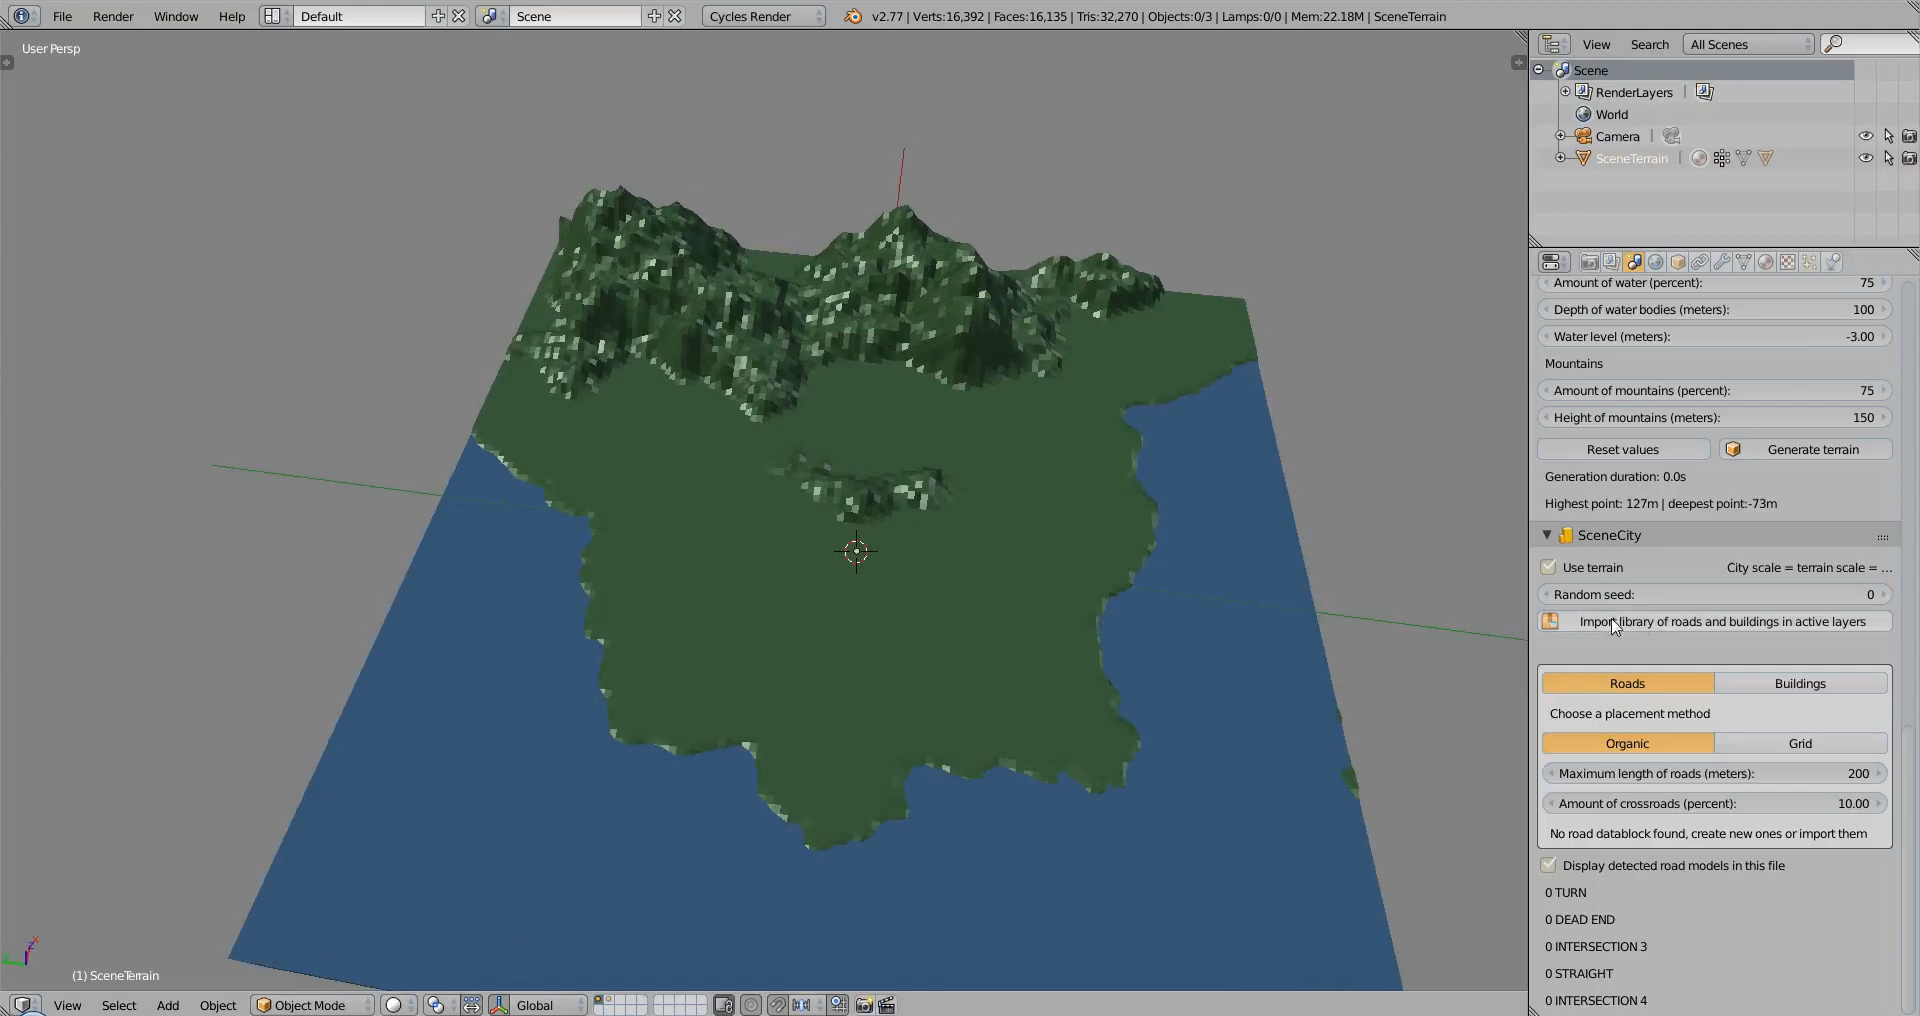 File Render Window Help Default Scene Cycles Render v2.77 | Verts:16,392 | Faces:16,135 | Tris:32,270 | Objects:0/3 | Lamps:0/0 | Mem:22.18M | SceneTerrain
User Persp
View Search All Scenes
Scene
RenderLayers
World
Camera
SceneTerrain
Amount of water (percent): 75
Depth of water bodies (meters): 100
Water level (meters): -3.00
Mountains
Amount of mountains (percent): 75
Height of mountains (meters): 150
Reset values Generate terrain
Generation duration: 0.0s
Highest point: 127m | deepest point:-73m
SceneCity
Use terrain City scale = terrain scale = ...
Random seed: 0
Import library of roads and buildings in active layers
Roads Buildings
Choose a placement method
Organic Grid
Maximum length of roads (meters): 200
Amount of crossroads (percent): 10.00
No road datablock found, create new ones or import them
Display detected road models in this file
0 TURN
0 DEAD END
0 INTERSECTION 3
0 STRAIGHT
0 INTERSECTION 4
(1) SceneTerrain
View Select Add Object Object Mode Global